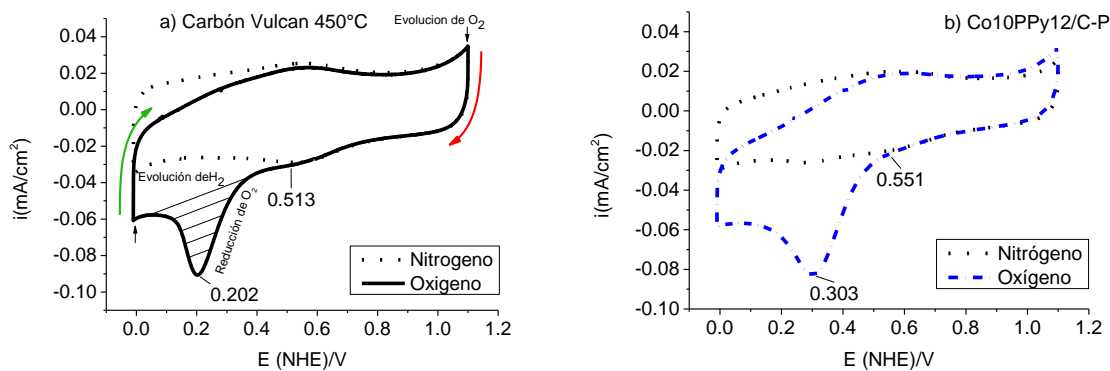 a) Carbón Vulcan 450°C
Evolucion de O2
0.04
0.02
0.00
-0.02
-0.04
-0.06
-0.08
-0.10
i(mA/cm²)
Evolución deH2
Reducción de O2
0.513
0.202
Nitrogeno
Oxigeno
0.0 0.2 0.4 0.6 0.8 1.0 1.2
E (NHE)/V
b) Co10PPy12/C-P
0.04
0.02
0.00
-0.02
-0.04
-0.06
-0.08
-0.10
i(mA/cm²)
0.551
0.303
Nitrógeno
Oxígeno
0.0 0.2 0.4 0.6 0.8 1.0 1.2
E (NHE)/V